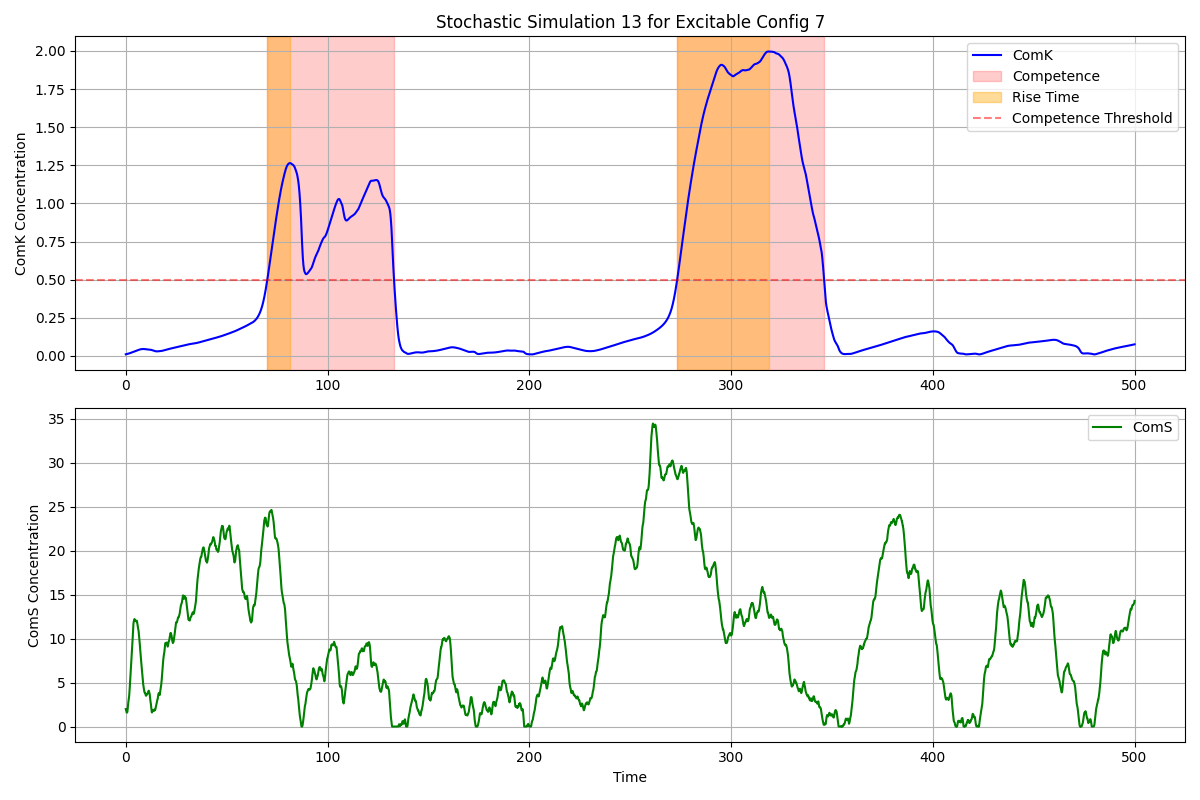 Stochastic Simulation 13 for Excitable Config 7
ComK Concentration
2.00
1.75
1.50
1.25
1.00
0.75
0.50
0.25
0.00
ComK
Competence
Rise Time
Competence Threshold
0 100 200 300 400 500
ComS Concentration
35
30
25
20
15
10
5
0
ComS
0 100 200 300 400 500
Time